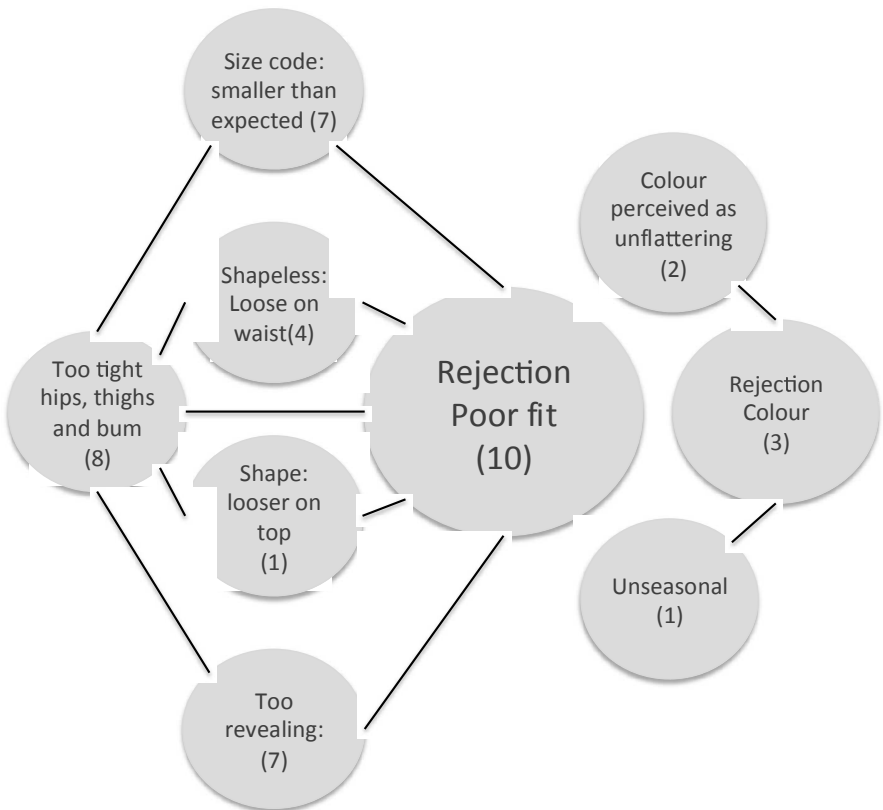 Size code:
smaller than
expected (7)
Colour
perceived as
unflattering
(2)
Shapeless:
Loose on
waist(4)
Too tight
hips, thighs
and bum
(8)
Rejection
Poor fit
(10)
Rejection
Colour
(3)
Shape:
looser on
top
(1)
Unseasonal
(1)
Too
revealing:
(7)